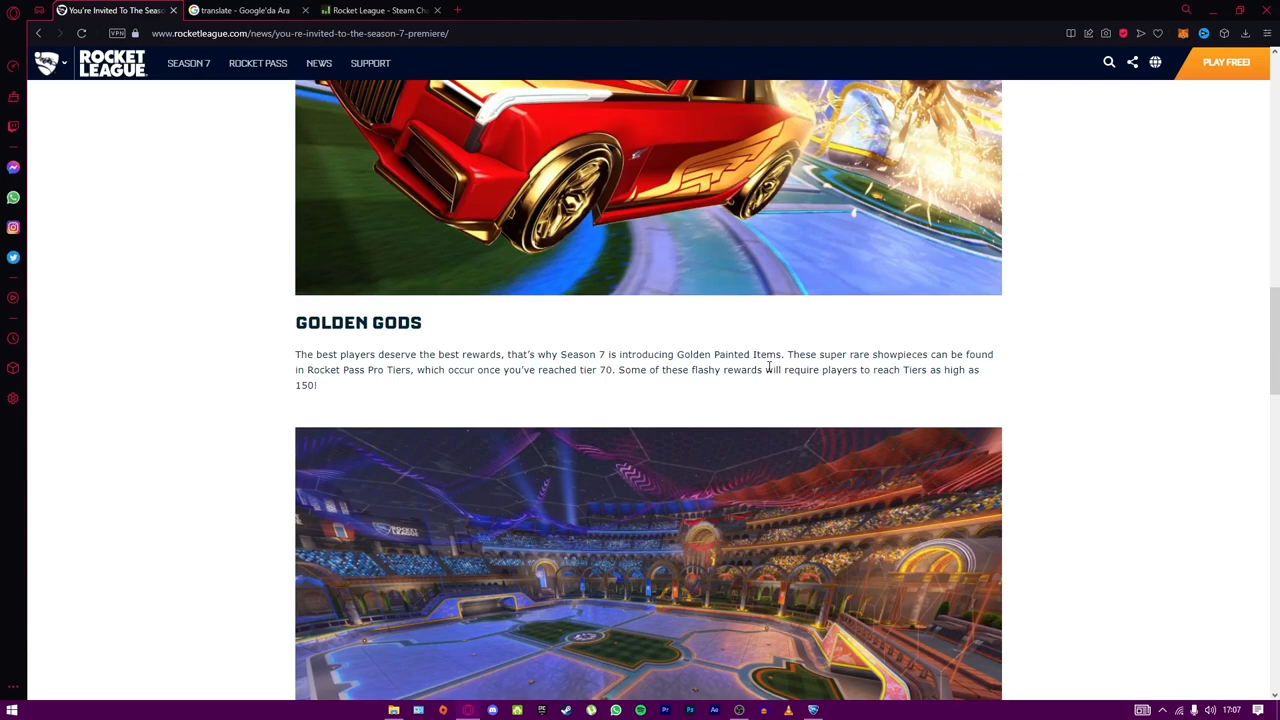 You're Invited To The Seas
translate - Google'da Ara
Rocket League - Steam Ch
VPN
www.rocketleague.com/news/you-re-invited-to-the-season-7-premiere/
ROCKET LEAGUE
SEASON 7
ROCKET PASS
NEWS
SUPPORT
PLAY FREE!
GOLDEN GODS
The best players deserve the best rewards, that's why Season 7 is introducing Golden Painted Items. These super rare showpieces can be found
in Rocket Pass Pro Tiers, which occur once you've reached tier 70. Some of these flashy rewards will require players to reach Tiers as high as
150!
17:07